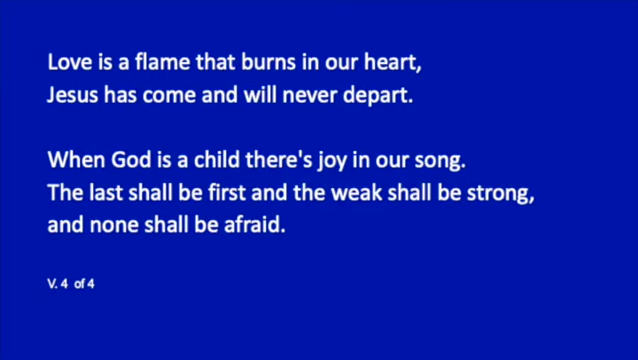 Love is a flame that burns in our heart,
Jesus has come and will never depart.
When God is a child there's joy in our song.
The last shall be first and the weak shall be strong,
and none shall be afraid.
V. 4 of 4